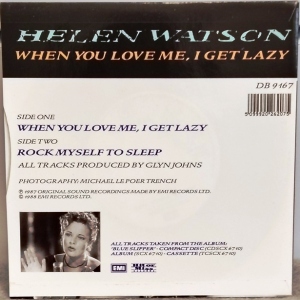 HELEN WATSON
WHEN YOU LOVE ME, I GET LAZY
DB 9167
5099920262075
SIDE ONE
WHEN YOU LOVE ME, I GET LAZY
SIDE TWO
ROCK MYSELF TO SLEEP
ALL TRACKS PRODUCED BY GLYN JOHNS
PHOTOGRAPHY: MICHAEL LE POER TRENCH
℗ 1987 ORIGINAL SOUND RECORDINGS MADE BY EMI RECORDS LTD.
© 1988 EMI RECORDS LTD.
ALL TRACKS TAKEN FROM THE ALBUM:
"BLUE SLIPPER" - COMPACT DISC (CDSCX 6710)
ALBUM (SCX 6710) - CASSETTE (TCSCX 6710)
EMI